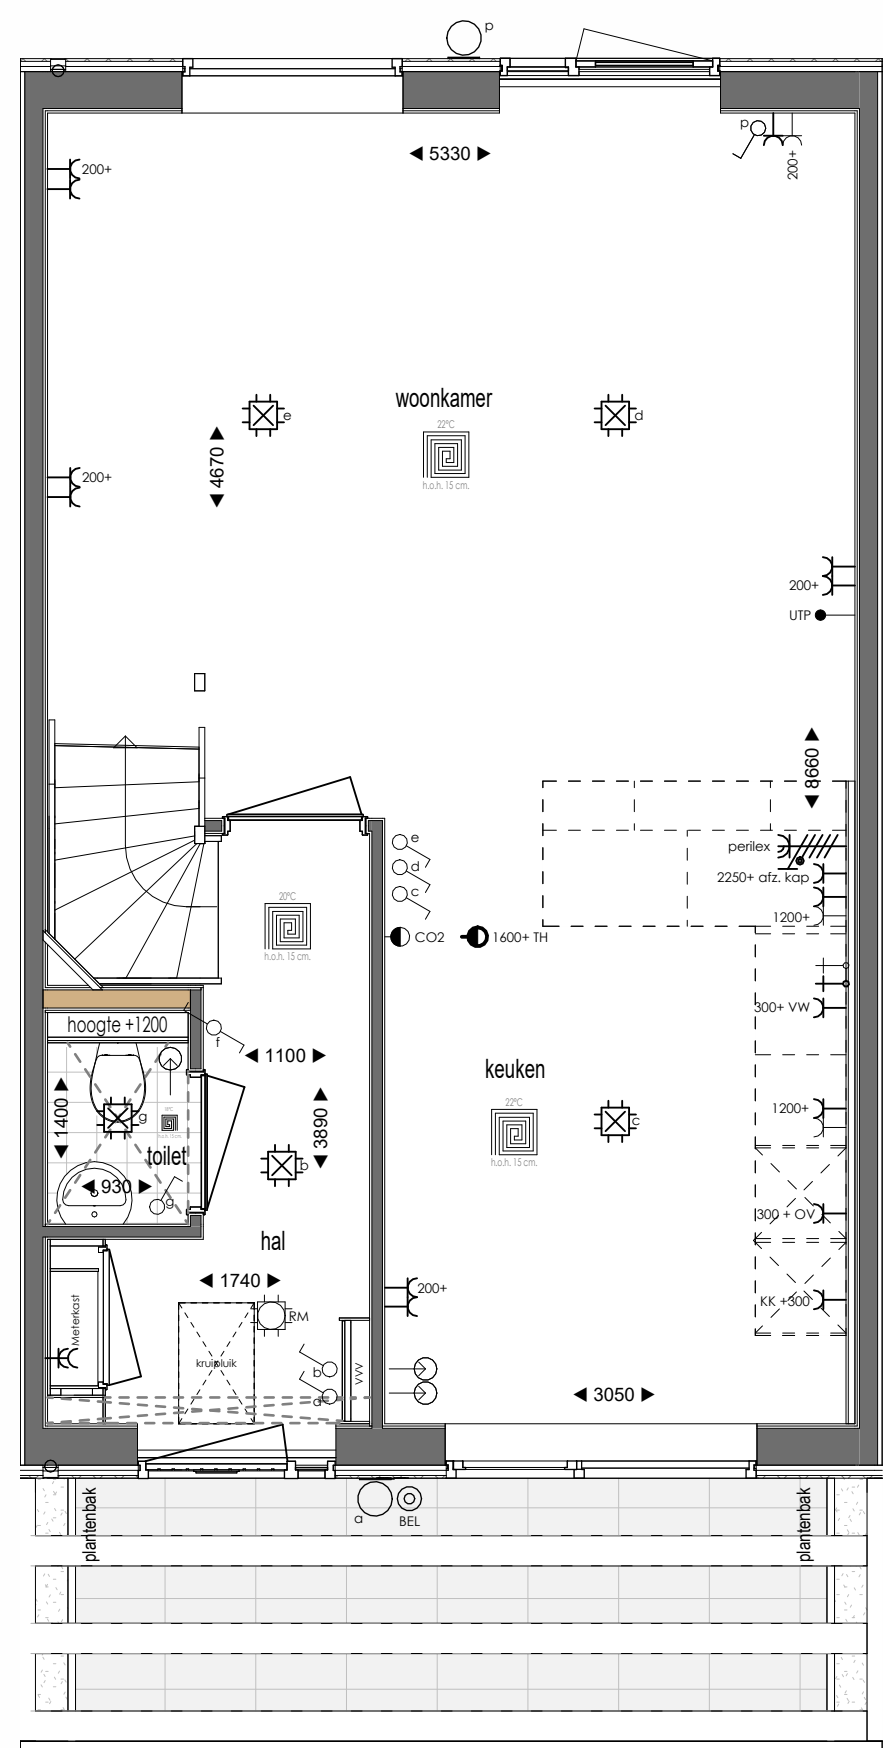 p
5330
p
200+
200+
woonkamer
e
d
22°C
4670
h.o.h. 15 cm.
200+
200+
UTP
8660
e
perilex
d
2250+ afz. kap
c
20°C
1200+
CO2
1600+ TH
h.o.h. 15 cm.
300+ VW
hoogte +1200
f
1100
keuken
22°C
1400
g
3890
1200+
c
h.o.h. 15 cm.
toilet
b
930
g
300 + OV
hal
1740
200+
KK +300
Meterkast
RM
kruipluik
b
VVV
a
3050
plantenbak
a
BEL
plantenbak